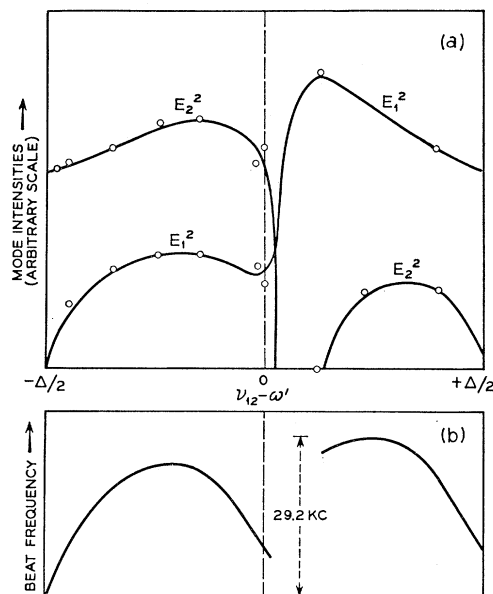 (a)
E₂²
E₁²
E₁²
E₂²
MODE INTENSITIES
(ARBITRARY SCALE)
-Δ/2
0
+Δ/2
ν₁₂-ω'
(b)
BEAT FREQUENCY
29.2 KC